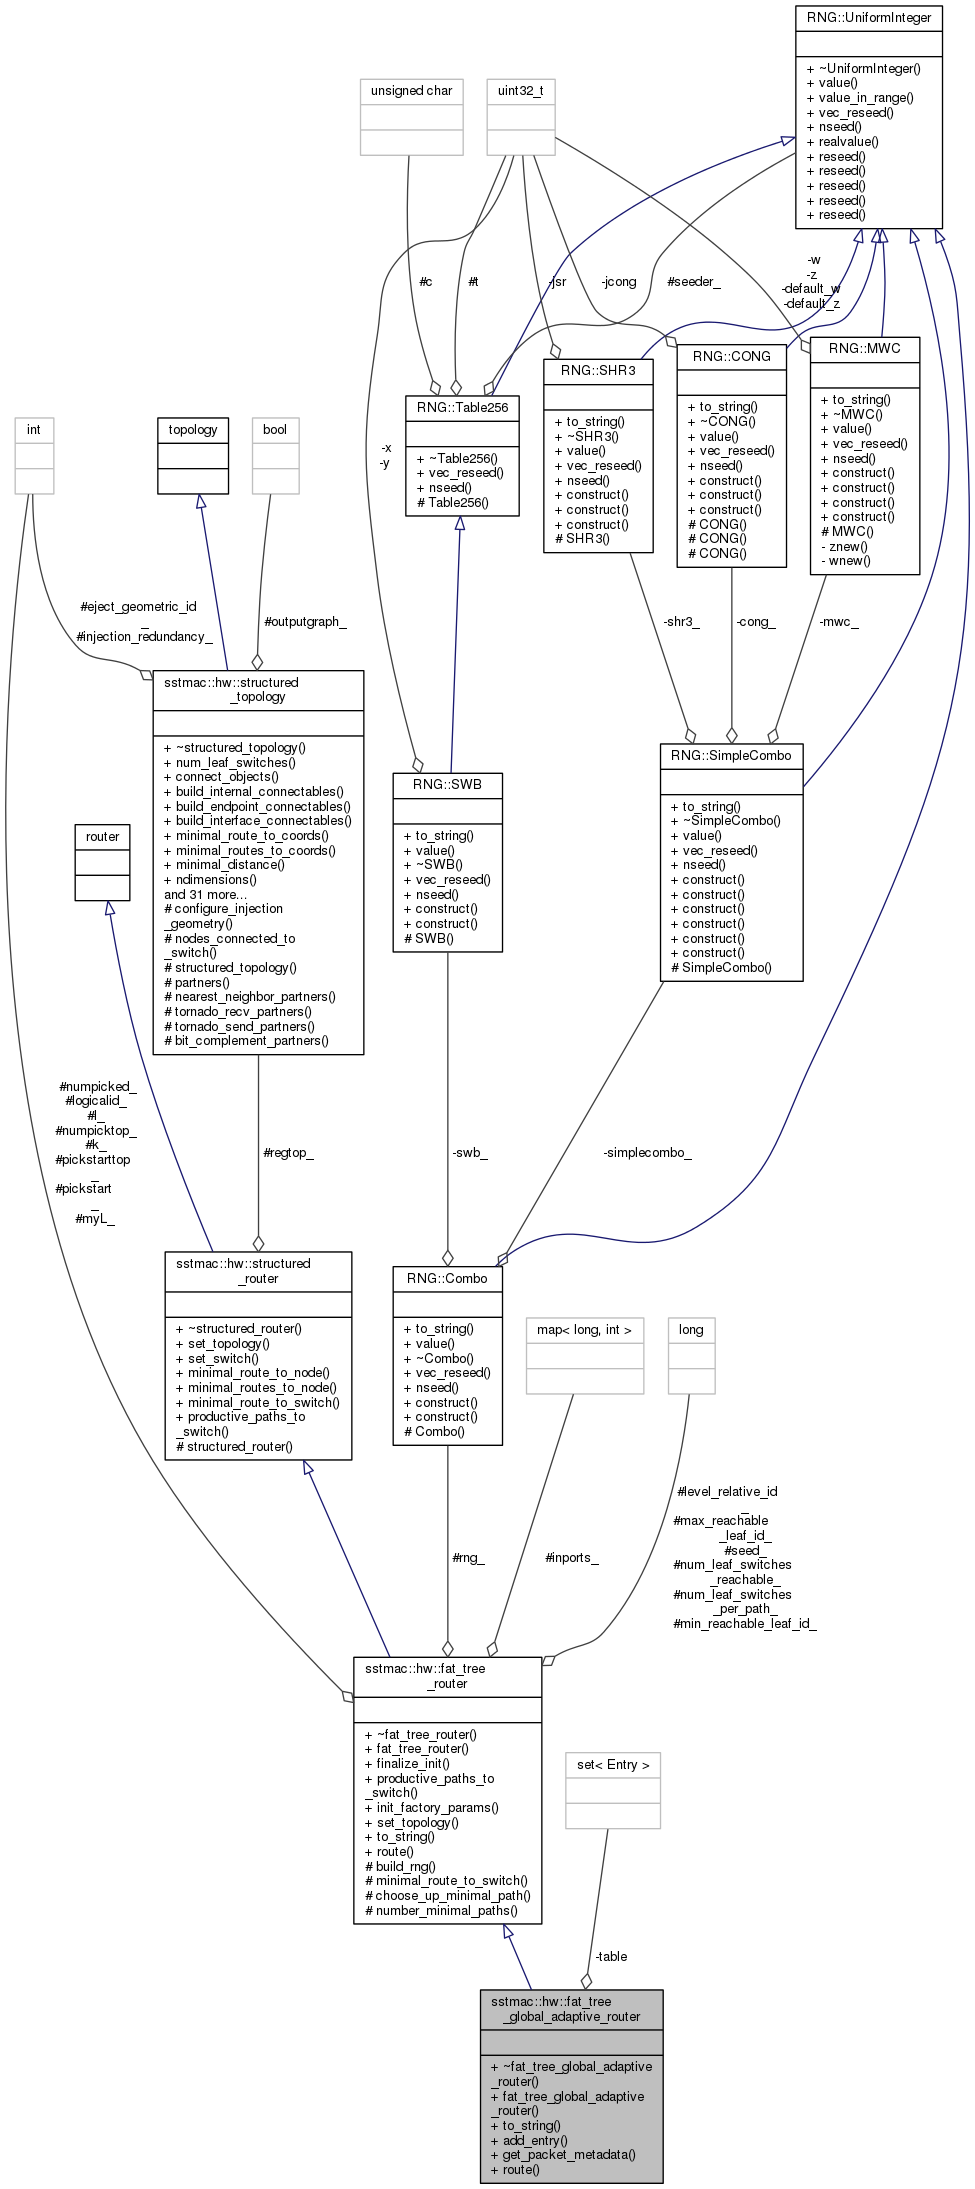 RNG::UniformInteger
+ ~UniformInteger()
+ value()
+ value_in_range()
+ vec_reseed()
+ nseed()
+ realvalue()
+ reseed()
+ reseed()
+ reseed()
+ reseed()
+ reseed()
unsigned char
uint32_t
#c
#t
-jsr
-jcong
#seeder_
-w
-z
-default_w
-default_z
RNG::Table256
+ ~Table256()
+ vec_reseed()
+ nseed()
# Table256()
RNG::SHR3
+ to_string()
+ ~SHR3()
+ value()
+ vec_reseed()
+ nseed()
+ construct()
+ construct()
+ construct()
# SHR3()
RNG::CONG
+ to_string()
+ ~CONG()
+ value()
+ vec_reseed()
+ nseed()
+ construct()
+ construct()
+ construct()
# CONG()
# CONG()
# CONG()
RNG::MWC
+ to_string()
+ ~MWC()
+ value()
+ vec_reseed()
+ nseed()
+ construct()
+ construct()
+ construct()
+ construct()
# MWC()
- znew()
- wnew()
int
topology
bool
-x
-y
#eject_geometric_id
_
#injection_redundancy_
#outputgraph_
-shr3_
-cong_
-mwc_
sstmac::hw::structured
_topology
+ ~structured_topology()
+ num_leaf_switches()
+ connect_objects()
+ build_internal_connectables()
+ build_endpoint_connectables()
+ build_interface_connectables()
+ minimal_route_to_coords()
+ minimal_routes_to_coords()
+ minimal_distance()
+ ndimensions()
and 31 more...
# configure_injection
_geometry()
# nodes_connected_to
_switch()
# structured_topology()
# partners()
# nearest_neighbor_partners()
# tornado_recv_partners()
# tornado_send_partners()
# bit_complement_partners()
router
RNG::SWB
+ to_string()
+ value()
+ ~SWB()
+ vec_reseed()
+ nseed()
+ construct()
+ construct()
# SWB()
RNG::SimpleCombo
+ to_string()
+ ~SimpleCombo()
+ value()
+ vec_reseed()
+ nseed()
+ construct()
+ construct()
+ construct()
+ construct()
+ construct()
+ construct()
# SimpleCombo()
#numpicked_
#logicalid_
#l_
#numpicktop_
#k_
#pickstarttop
_
#pickstart
_
#myL_
#regtop_
-swb_
-simplecombo_
sstmac::hw::structured
_router
+ ~structured_router()
+ set_topology()
+ set_switch()
+ minimal_route_to_node()
+ minimal_routes_to_node()
+ minimal_route_to_switch()
+ productive_paths_to
_switch()
# structured_router()
RNG::Combo
+ to_string()
+ value()
+ ~Combo()
+ vec_reseed()
+ nseed()
+ construct()
+ construct()
# Combo()
map< long, int >
long
#rng_
#inports_
#level_relative_id
_
#max_reachable
_leaf_id_
#seed_
#num_leaf_switches
_reachable_
#num_leaf_switches
_per_path_
#min_reachable_leaf_id_
sstmac::hw::fat_tree
_router
+ ~fat_tree_router()
+ fat_tree_router()
+ finalize_init()
+ productive_paths_to
_switch()
+ init_factory_params()
+ set_topology()
+ to_string()
+ route()
# build_rng()
# minimal_route_to_switch()
# choose_up_minimal_path()
# number_minimal_paths()
set< Entry >
-table
sstmac::hw::fat_tree
_global_adaptive_router
+ ~fat_tree_global_adaptive
_router()
+ fat_tree_global_adaptive
_router()
+ to_string()
+ add_entry()
+ get_packet_metadata()
+ route()